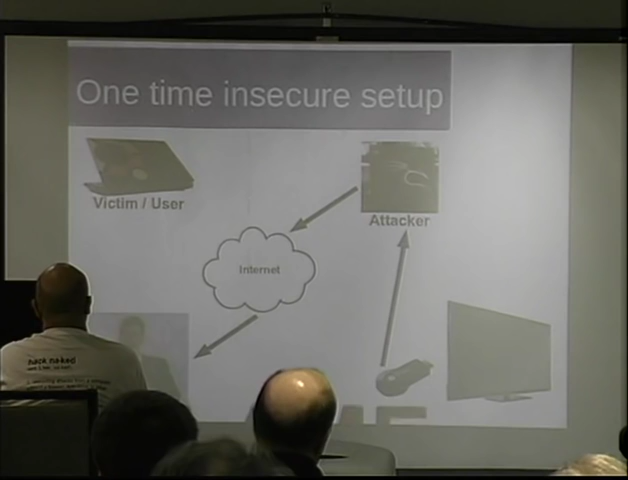 One time insecure setup
Victim / User
Attacker
Internet
hack naked